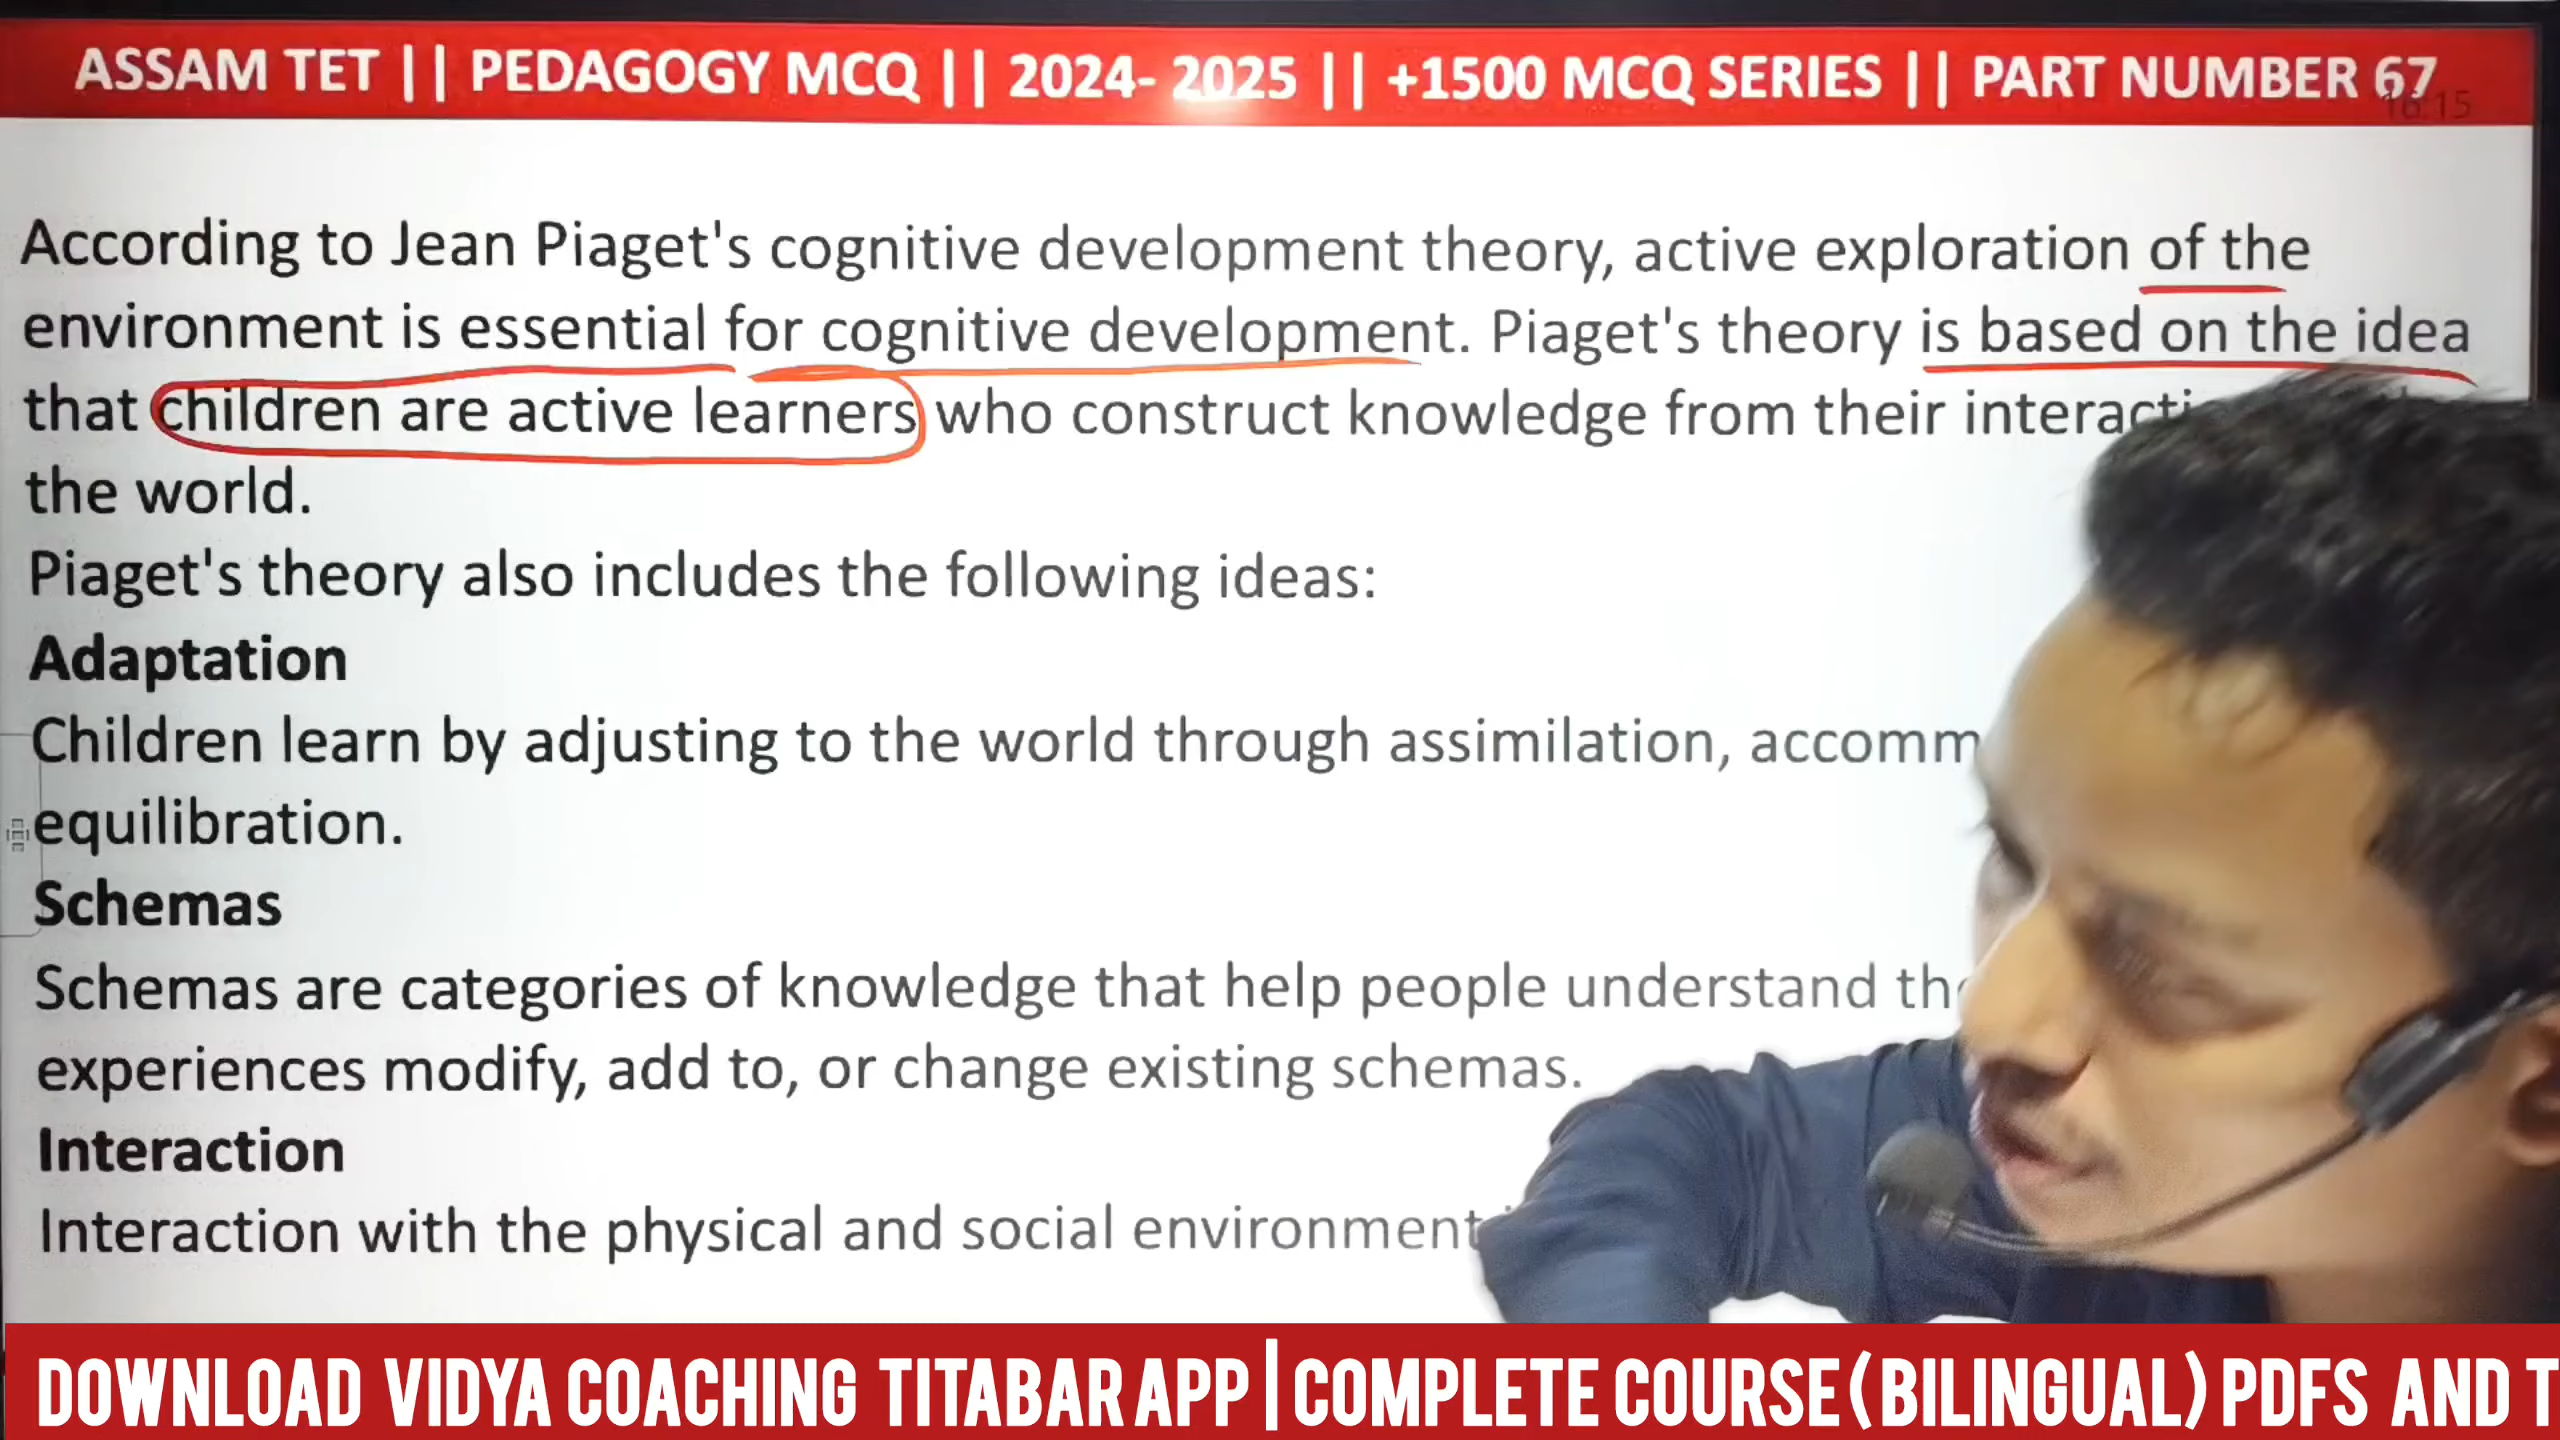 ASSAM TET || PEDAGOGY MCQ || 2024- 2025 || +1500 MCQ SERIES || PART NUMBER 67
16:15
According to Jean Piaget's cognitive development theory, active exploration of the
environment is essential for cognitive development. Piaget's theory is based on the idea
that children are active learners who construct knowledge from their
the world.
Piaget's theory also includes the following ideas:
Adaptation
Children learn by adjusting to the world through assimilation,
equilibration.
Schemas
Schemas are categories of knowledge that help people understand
experiences modify, add to, or change existing schemas.
Interaction
Interaction with the physical and social environment
DOWNLOAD VIDYA COACHING TITABAR APP | COMPLETE COURSE (BILINGUAL) PDFS AND